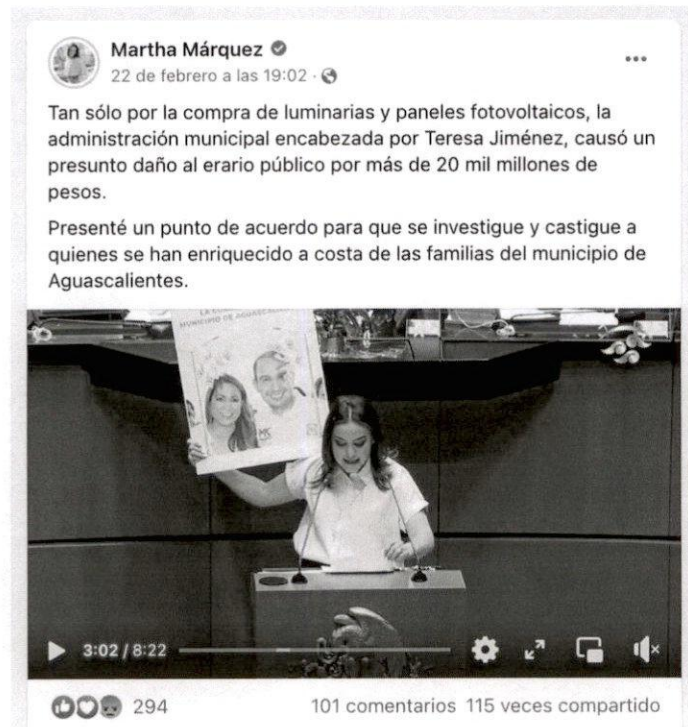 Martha Márquez
22 de febrero a las 19:02 ·
Tan sólo por la compra de luminarias y paneles fotovoltaicos, la
administración municipal encabezada por Teresa Jiménez, causó un
presunto daño al erario público por más de 20 mil millones de
pesos.
Presenté un punto de acuerdo para que se investigue y castigue a
quienes se han enriquecido a costa de las familias del municipio de
Aguascalientes.
MUNICIPIO DE AGUASCALIENTES
3:02 / 8:22
294
101 comentarios 115 veces compartido